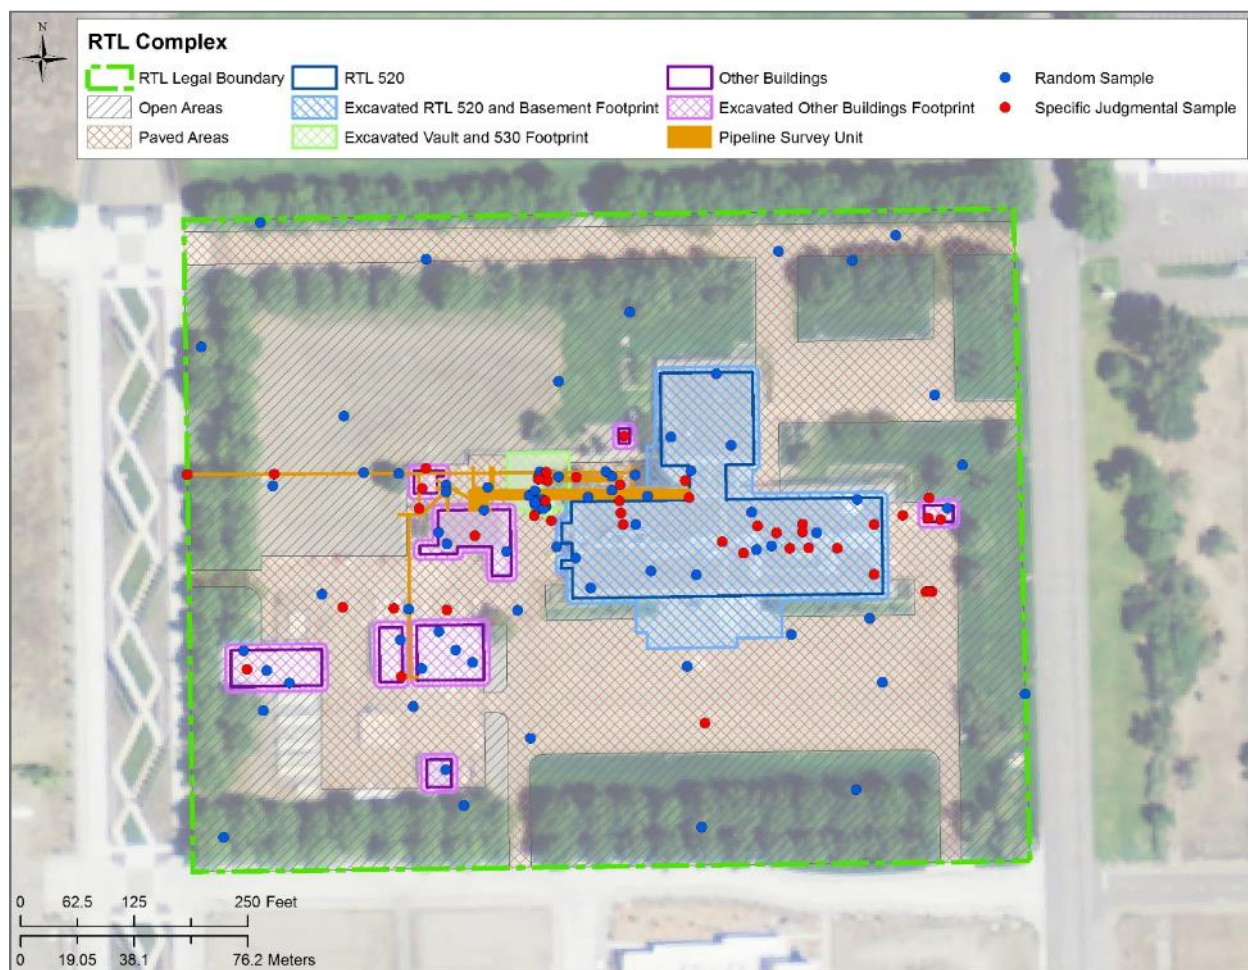 N
RTL Complex
RTL Legal Boundary RTL 520 Other Buildings Random Sample
Open Areas Excavated RTL 520 and Basement Footprint Excavated Other Buildings Footprint Specific Judgmental Sample
Paved Areas Excavated Vault and 530 Footprint Pipeline Survey Unit
0 62.5 125 250 Feet
0 19.05 38.1 76.2 Meters